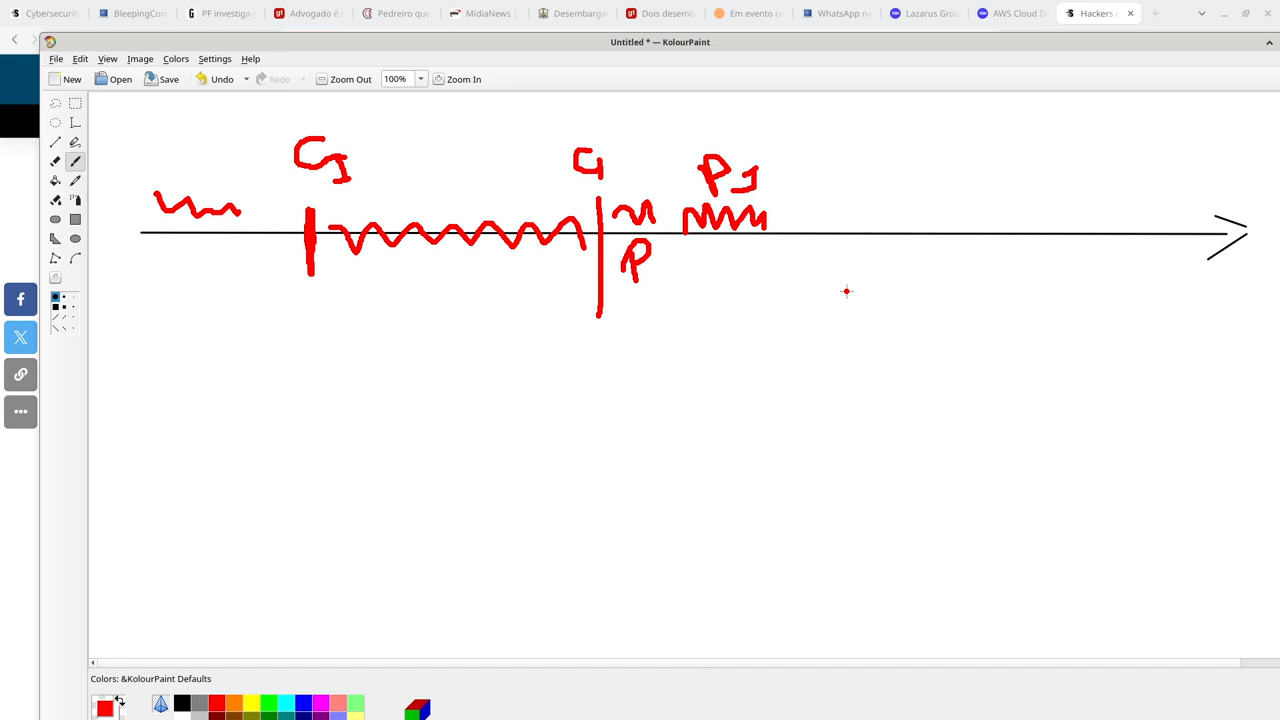 Cybersecurity
BleepingCom
PF investiga
Advogado é
Pedreiro que
MidiaNews
Desembarga
Dois desemb
Em evento c
WhatsApp no
Lazarus Grou
AWS Cloud D
Hackers
Untitled * — KolourPaint
File Edit View Image Colors Settings Help
New Open Save Undo Redo Zoom Out 100% Zoom In
P
Colors: &KolourPaint Defaults